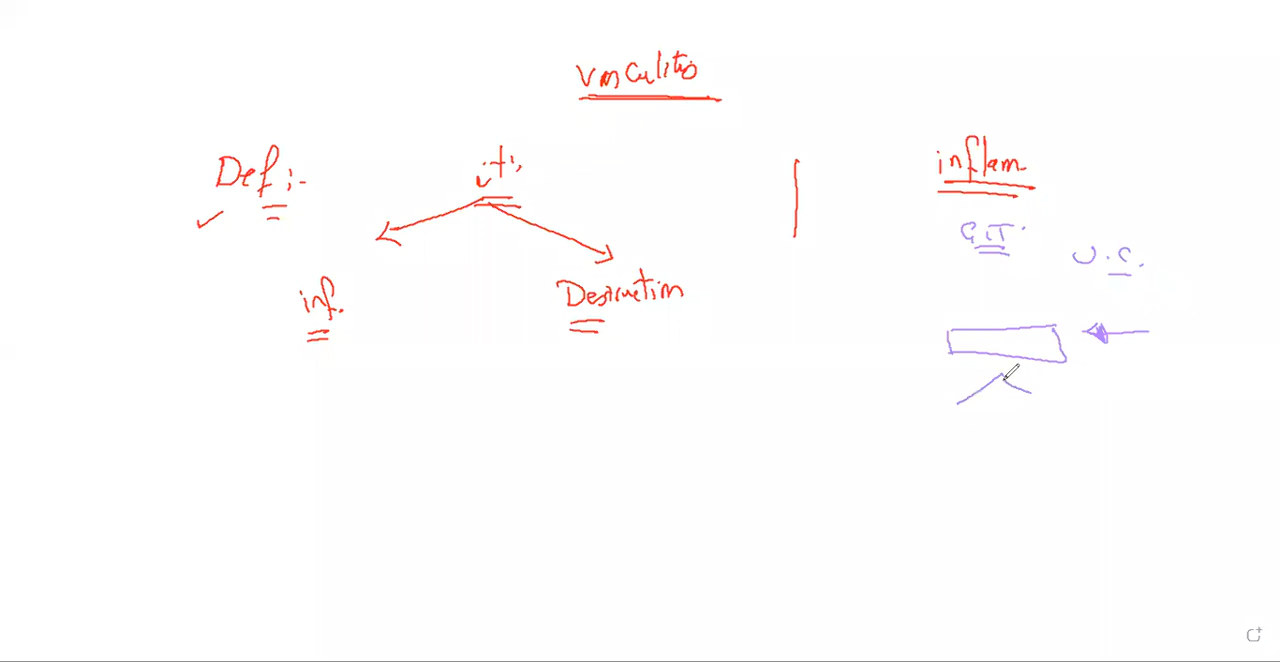 Vasculitis
Def :-
itis
inflam
G.I.T.
U.C.
inf.
Destruction